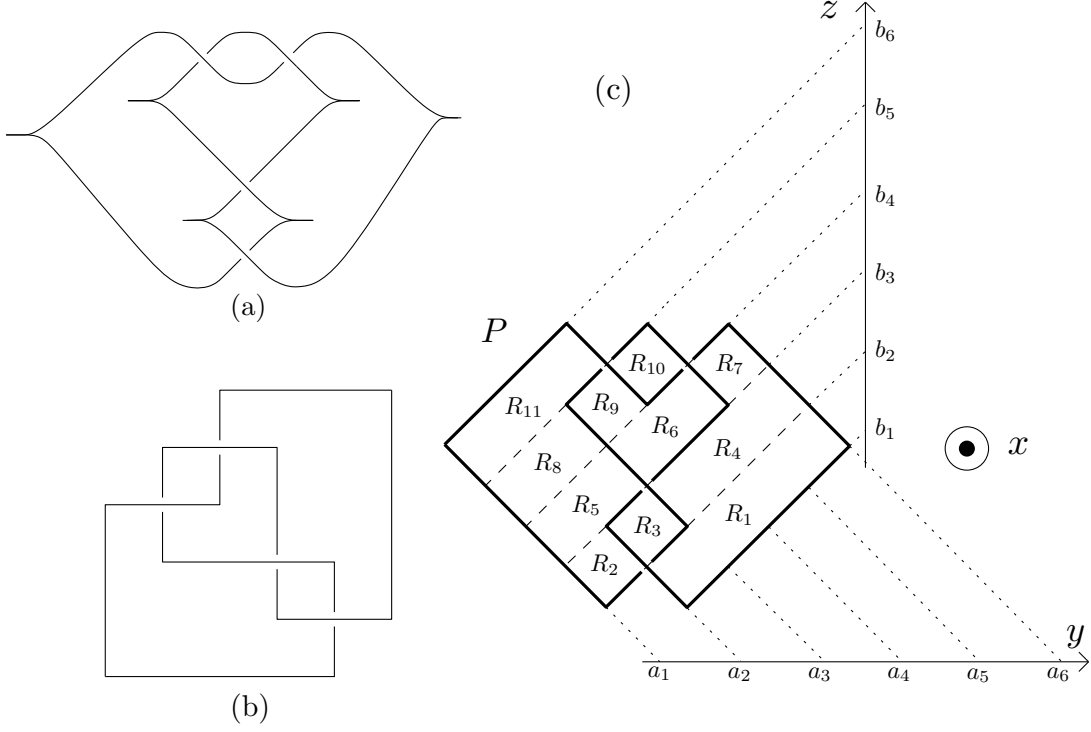 z
b₆
(c)
b₅
b₄
b₃
(a)
P
b₂
R₁₀
R₇
R₁₁
R₉
R₆
b₁
R₄
x
R₈
R₅
R₃
R₁
R₂
y
a₁ a₂ a₃ a₄ a₅ a₆
(b)